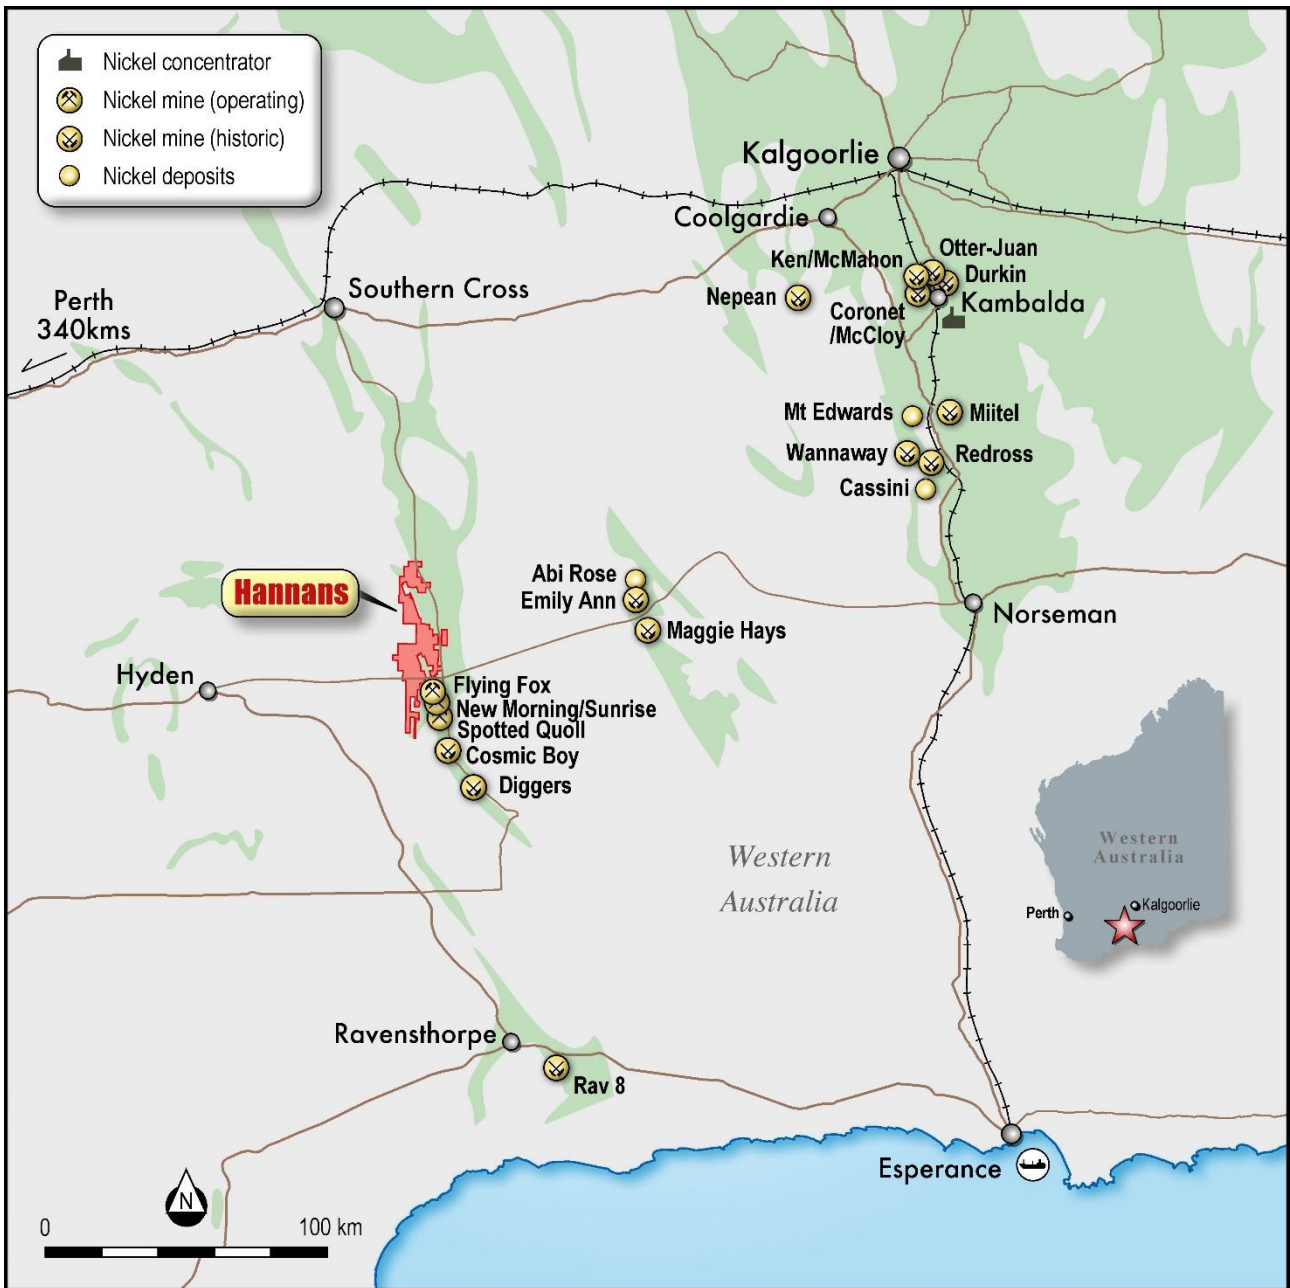 Nickel concentrator
Nickel mine (operating)
Nickel mine (historic)
Nickel deposits
Kalgoorlie
Coolgardie
Otter-Juan
Ken/McMahon
Durkin
Nepean
Kambalda
Coronet
/McCloy
Southern Cross
Perth
340kms
Mt Edwards
Miitel
Wannaway
Redross
Cassini
Hannans
Abi Rose
Emily Ann
Maggie Hays
Norseman
Hyden
Flying Fox
New Morning/Sunrise
Spotted Quoll
Cosmic Boy
Diggers
Western
Australia
Western
Australia
Perth
Kalgoorlie
Ravensthorpe
Rav 8
Esperance
N
0
100 km